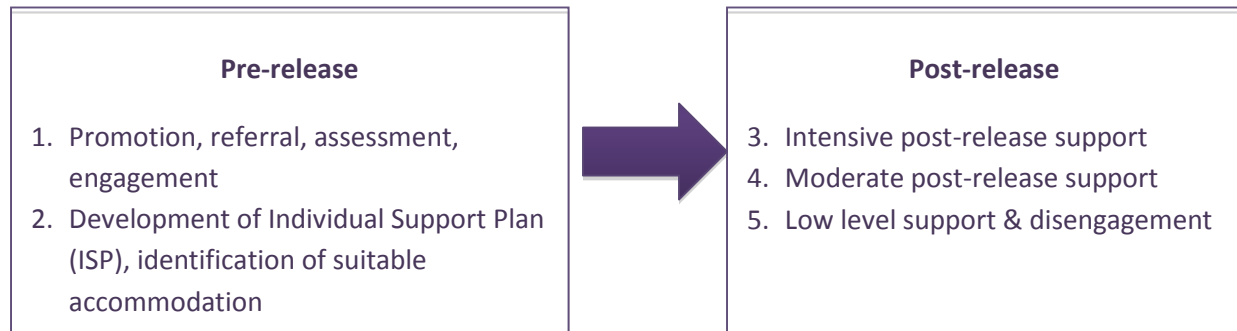 Pre-release
1. Promotion, referral, assessment,
engagement
2. Development of Individual Support Plan
(ISP), identification of suitable
accommodation
Post-release
3. Intensive post-release support
4. Moderate post-release support
5. Low level support & disengagement